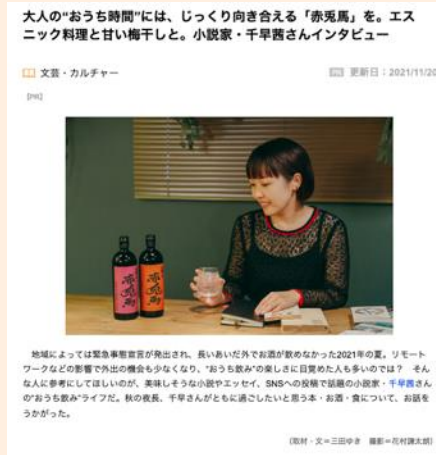 大人の“おうち時間”には、じっくり向き合える「赤兎馬」を。エス
ニック料理と甘い梅干しと。小説家・千早茜さんインタビュー
文芸・カルチャー
PR 更新日：2021/11/20
[PR]
赤兎馬
赤兎馬
地域によっては緊急事態宣言が発出され、長いあいだ外でお酒が飲めなかった2021年の夏。リモート
ワークなどの影響で外出の機会も少なくなり、“おうち飲み”の楽しさに目覚めた人も多いのでは？ そん
な人に参考にしてほしいのが、美味しそうな小説やエッセイ、SNSへの投稿で話題の小説家・千早茜さん
の“おうち飲み”ライフだ。秋の夜長、千早さんがともに過ごしたいと思う本・お酒・食について、お話を
うかがった。
(取材・文＝三田ゆき 撮影＝花村謙太朗)